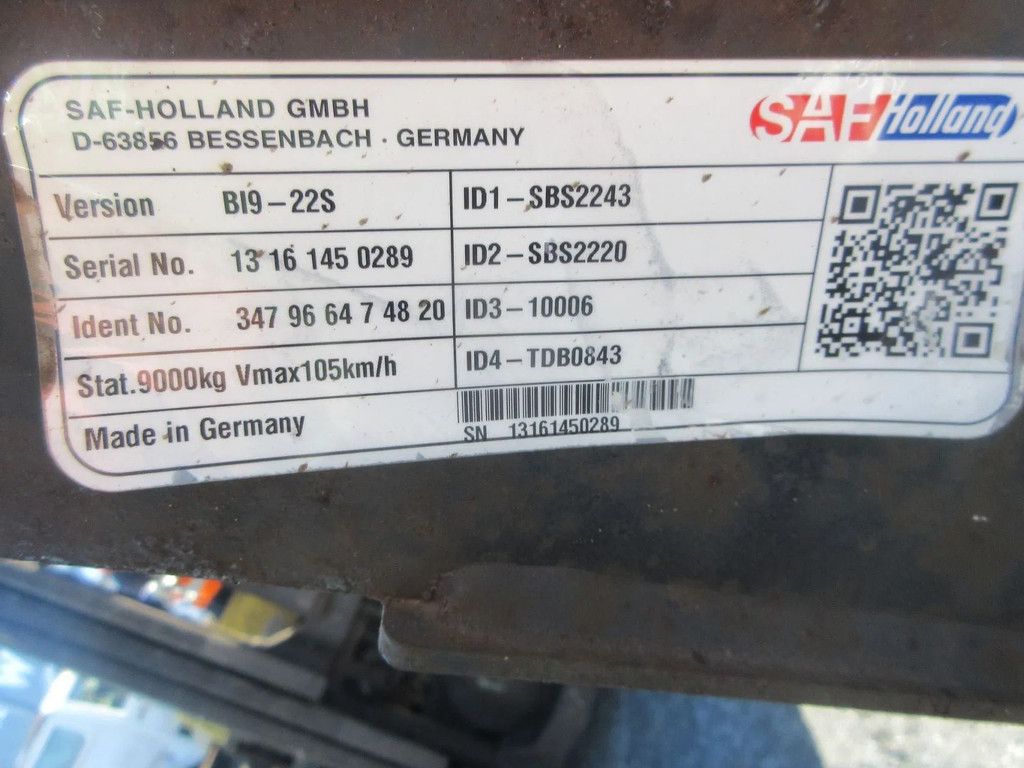 SAF-HOLLAND GMBH
D-63856 BESSENBACH · GERMANY
SAF Holland
Version BI9-22S
Serial No. 13 16 145 0289
Ident No. 347 96 64 7 48 20
Stat.9000kg Vmax105km/h
Made in Germany
ID1-SBS2243
ID2-SBS2220
ID3-10006
ID4-TDB0843
SN 13161450289